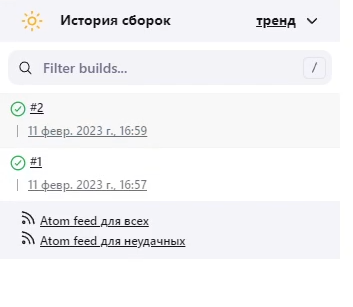 История сборок тренд
Filter builds... /
#2
11 февр. 2023 г., 16:59
#1
11 февр. 2023 г., 16:57
Atom feed для всех
Atom feed для неудачных